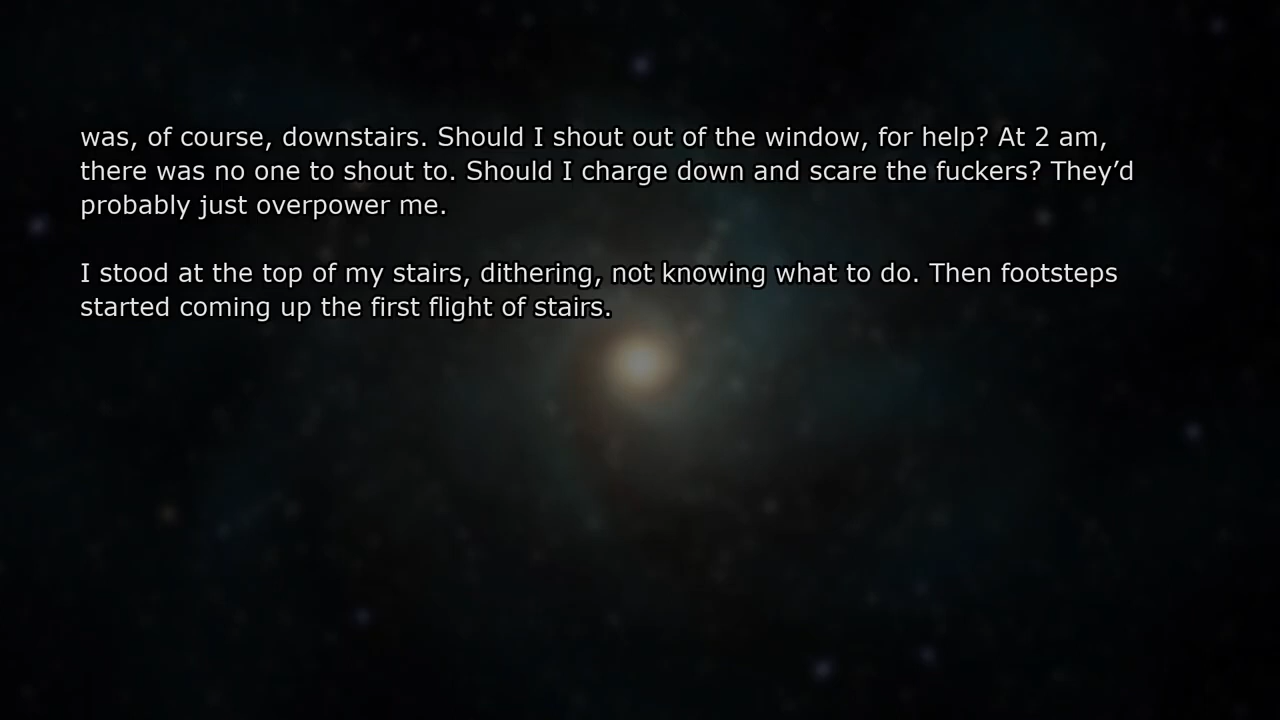 was, of course, downstairs. Should I shout out of the window, for help? At 2 am,
there was no one to shout to. Should I charge down and scare the fuckers? They’d
probably just overpower me.
I stood at the top of my stairs, dithering, not knowing what to do. Then footsteps
started coming up the first flight of stairs.